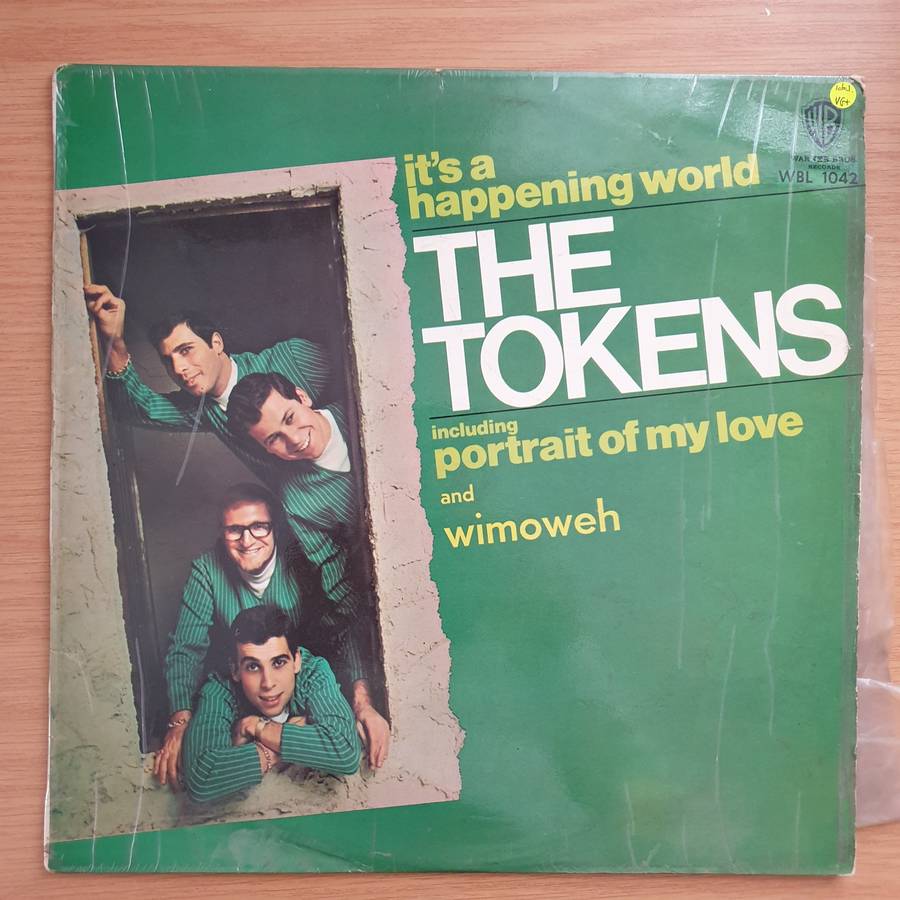 VG+
WB
WARNER BROS
RECORDS
WBL 1042
it's a
happening world
THE
TOKENS
including
portrait of my love
and
wimoweh